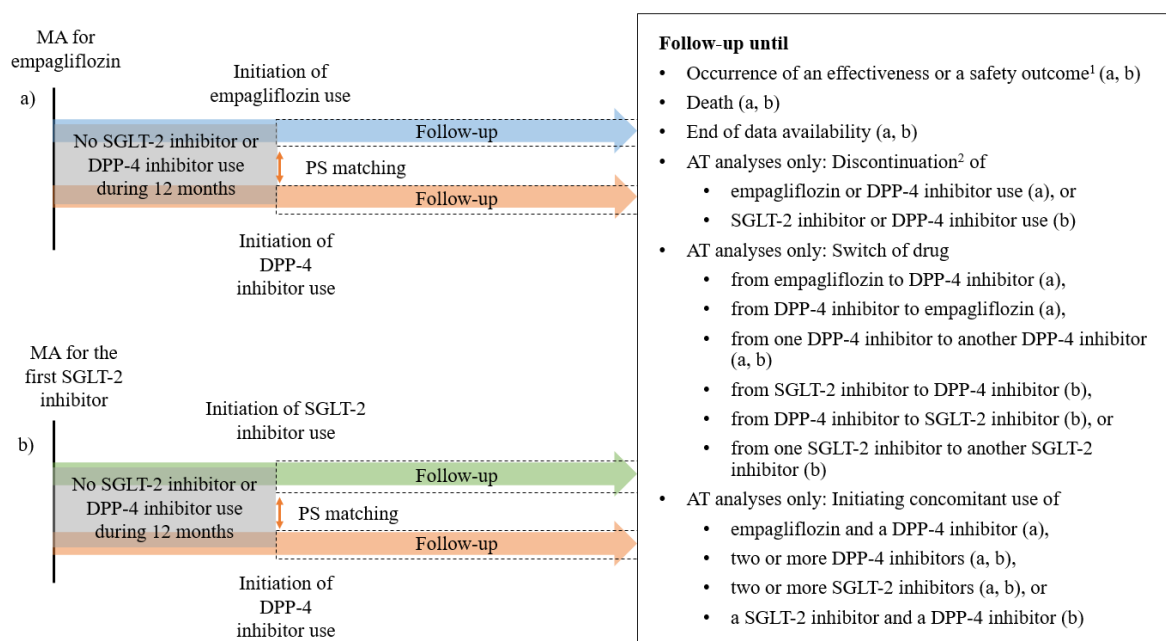 MA for
empagliflozin
a)
Initiation of
empagliflozin use
No SGLT-2 inhibitor or
DPP-4 inhibitor use
during 12 months
Follow-up
PS matching
Follow-up
Initiation of
DPP-4
inhibitor use
MA for the
first SGLT-2
inhibitor
b)
Initiation of SGLT-2
inhibitor use
No SGLT-2 inhibitor or
DPP-4 inhibitor use
during 12 months
Follow-up
PS matching
Follow-up
Initiation of
DPP-4
inhibitor use
Follow-up until
• Occurrence of an effectiveness or a safety outcome¹ (a, b)
• Death (a, b)
• End of data availability (a, b)
• AT analyses only: Discontinuation² of
• empagliflozin or DPP-4 inhibitor use (a), or
• SGLT-2 inhibitor or DPP-4 inhibitor use (b)
• AT analyses only: Switch of drug
• from empagliflozin to DPP-4 inhibitor (a),
• from DPP-4 inhibitor to empagliflozin (a),
• from one DPP-4 inhibitor to another DPP-4 inhibitor
(a, b)
• from SGLT-2 inhibitor to DPP-4 inhibitor (b),
• from DPP-4 inhibitor to SGLT-2 inhibitor (b), or
• from one SGLT-2 inhibitor to another SGLT-2
inhibitor (b)
• AT analyses only: Initiating concomitant use of
• empagliflozin and a DPP-4 inhibitor (a),
• two or more DPP-4 inhibitors (a, b),
• two or more SGLT-2 inhibitors (a, b), or
• a SGLT-2 inhibitor and a DPP-4 inhibitor (b)